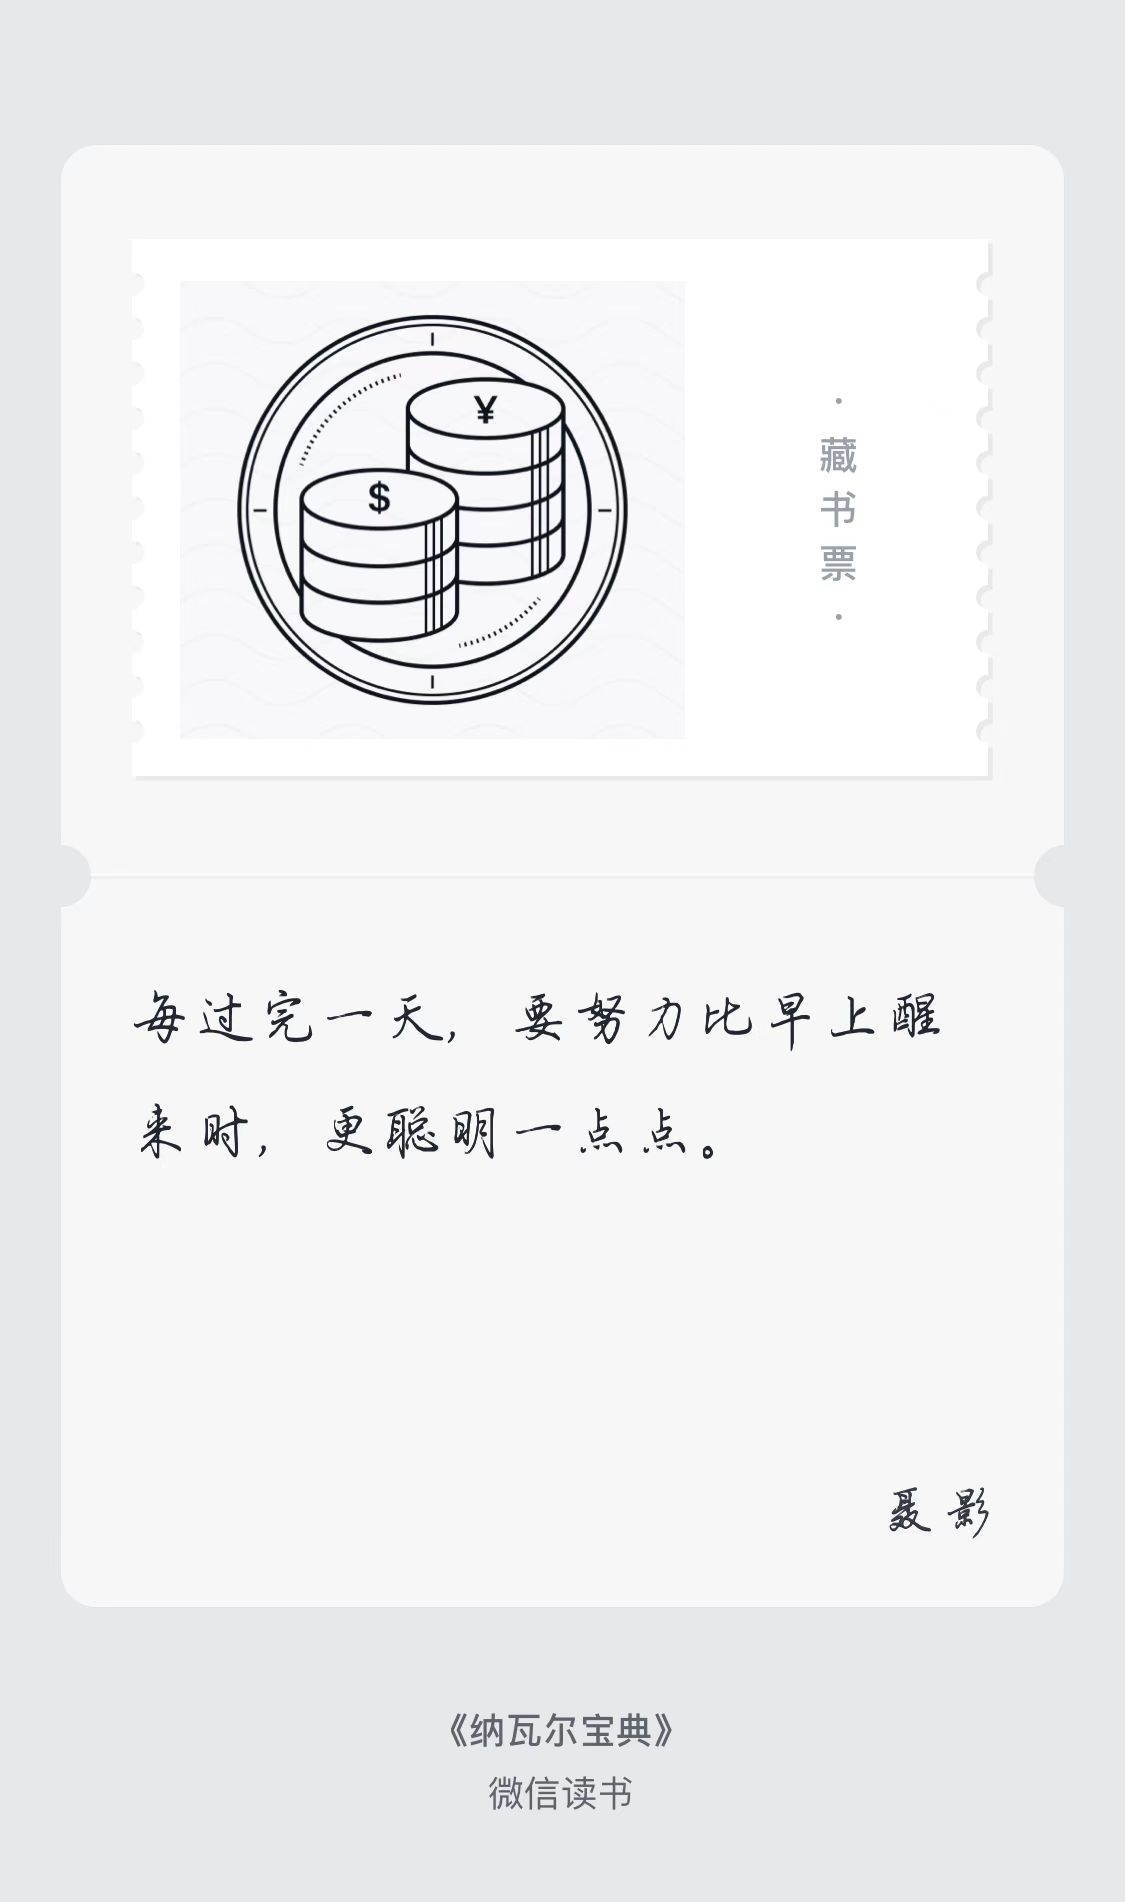 ¥
$
·藏书票·
每过完一天，要努力比早上醒
来时，更聪明一点点。
聂影
《纳瓦尔宝典》
微信读书